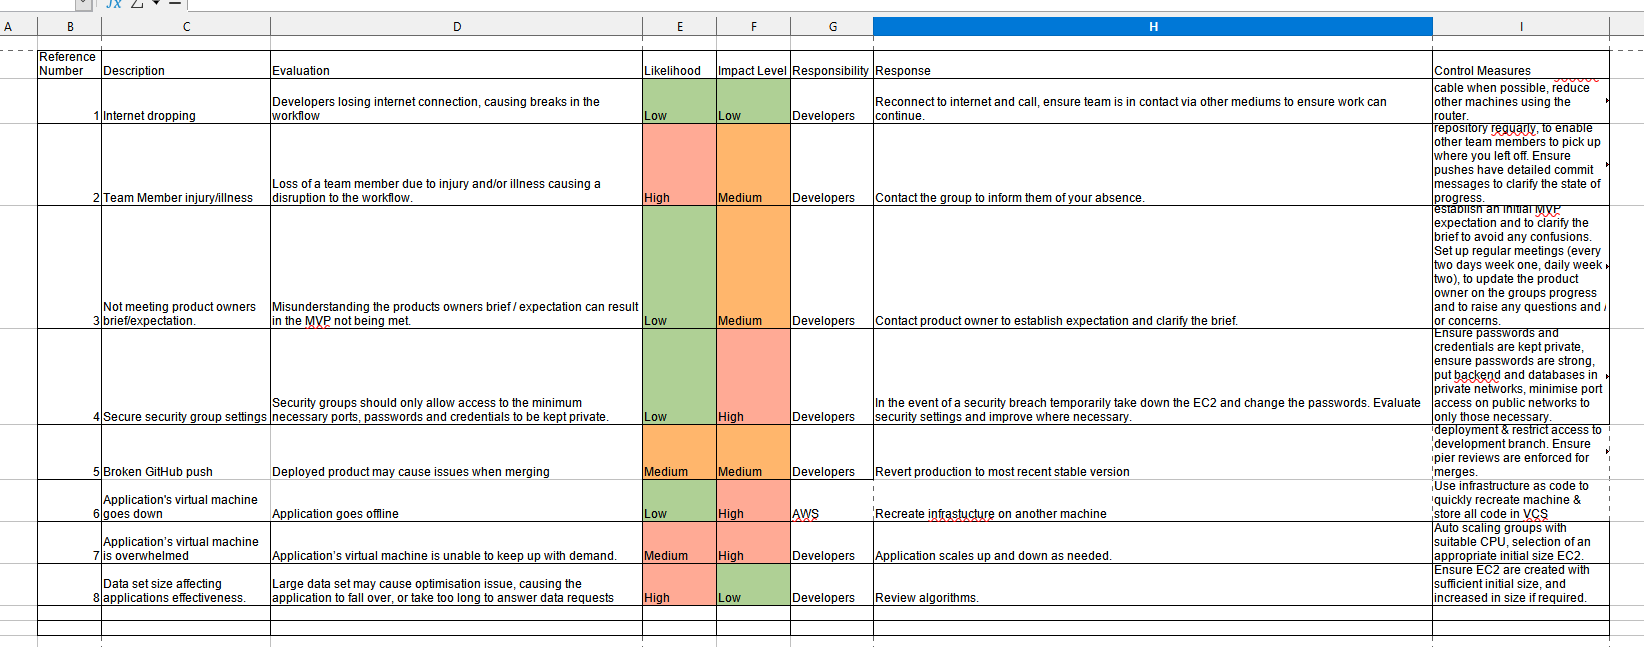 A B C D E F G H I
Reference
Number Description Evaluation Likelihood Impact Level Responsibility Response Control Measures
1 Internet dropping
Developers losing internet connection, causing breaks in the
workflow
Low Low Developers
Reconnect to internet and call, ensure team is in contact via other mediums to ensure work can
continue.
cable when possible, reduce
other machines using the
router.
2 Team Member injury/illness
Loss of a team member due to injury and/or illness causing a
disruption to the workflow.
High Medium Developers
Contact the group to inform them of your absence.
repository reguarly, to enable
other team members to pick up
where you left off. Ensure
pushes have detailed commit
messages to clarify the state of
progress.
3 Not meeting product owners
brief/expectation.
Misunderstanding the products owners brief / expectation can result
in the MVP not being met.
Low Medium Developers
Contact product owner to establish expectation and clarify the brief.
establish an initial MVP
expectation and to clarify the
brief to avoid any confusions.
Set up regular meetings (every
two days week one, daily week
two), to update the product
owner on the groups progress
and to raise any questions and /
or concerns.
4 Secure security group settings
Security groups should only allow access to the minimum
necessary ports, passwords and credentials to be kept private.
Low High Developers
In the event of a security breach temporarily take down the EC2 and change the passwords. Evaluate
security settings and improve where necessary.
Ensure passwords and
credentials are kept private,
ensure passwords are strong,
put backend and databases in
private networks, minimise port
access on public networks to
only those necessary.
5 Broken GitHub push
Deployed product may cause issues when merging
Medium Medium Developers
Revert production to most recent stable version
deployment & restrict access to
development branch. Ensure
pier reviews are enforced for
merges.
6 Application's virtual machine
goes down
Application goes offline
Low High AWS
Recreate infrastucture on another machine
Use infrastructure as code to
quickly recreate machine &
store all code in VCS
7 Application's virtual machine
is overwhelmed
Application's virtual machine is unable to keep up with demand.
Medium High Developers
Application scales up and down as needed.
Auto scaling groups with
suitable CPU, selection of an
appropriate initial size EC2.
8 Data set size affecting
applications effectiveness.
Large data set may cause optimisation issue, causing the
application to fall over, or take too long to answer data requests
High Low Developers
Review algorithms.
Ensure EC2 are created with
sufficient initial size, and
increased in size if required.